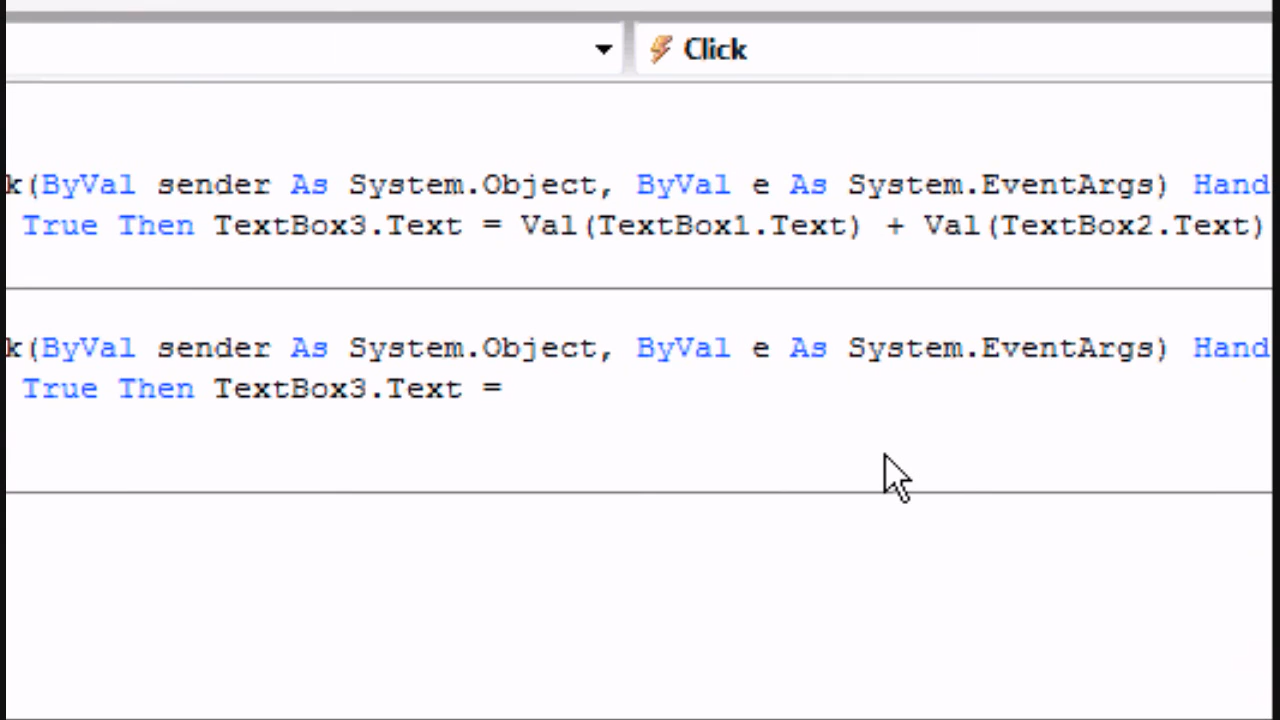 Click
k(ByVal sender As System.Object, ByVal e As System.EventArgs) Hand
True Then TextBox3.Text = Val(TextBox1.Text) + Val(TextBox2.Text)
k(ByVal sender As System.Object, ByVal e As System.EventArgs) Hand
True Then TextBox3.Text =